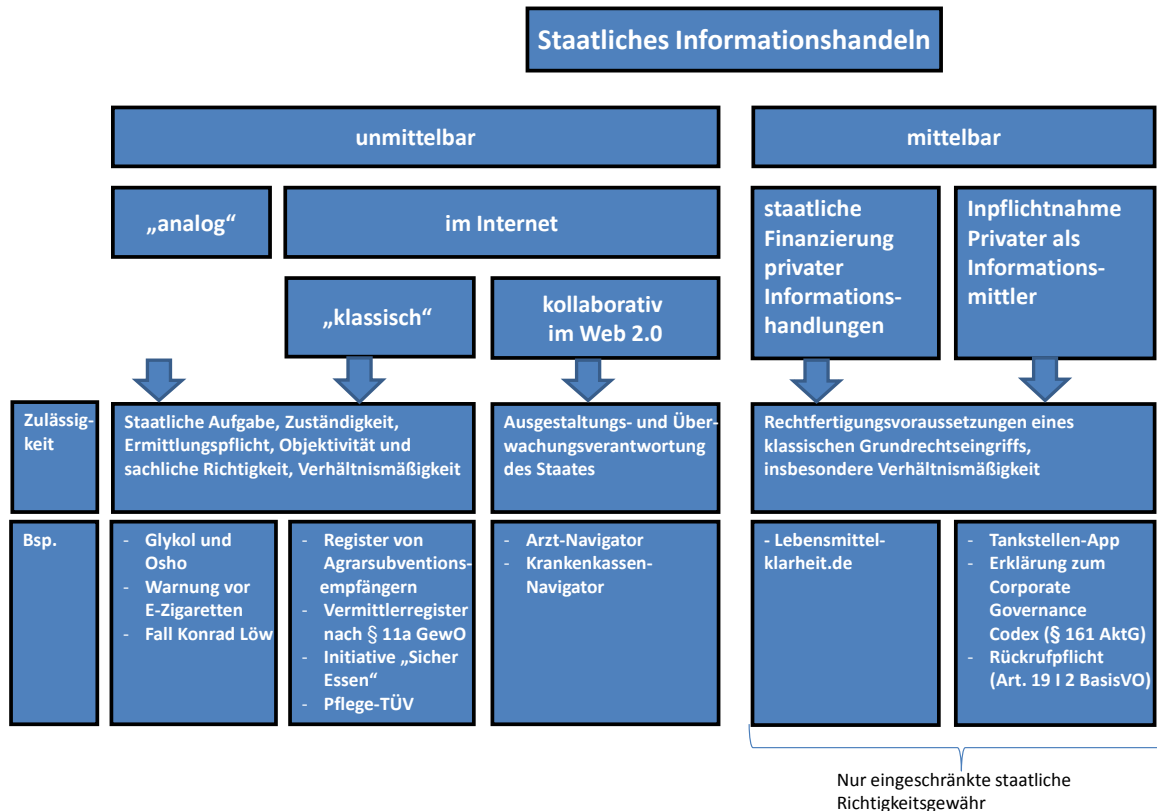 Staatliches Informationshandeln
unmittelbar
mittelbar
„analog“
im Internet
staatliche
Finanzierung
privater
Informations-
handlungen
Inpflichtnahme
Privater als
Informations-
mittler
„klassisch“
kollaborativ
im Web 2.0
Zulässig-
keit
Staatliche Aufgabe, Zuständigkeit,
Ermittlungspflicht, Objektivität und
sachliche Richtigkeit, Verhältnismäßigkeit
Ausgestaltungs- und Über-
wachungsverantwortung
des Staates
Rechtfertigungsvoraussetzungen eines
klassischen Grundrechtseingriffs,
insbesondere Verhältnismäßigkeit
Bsp.
- Glykol und
Osho
- Warnung vor
E-Zigaretten
- Fall Konrad Löw
- Register von
Agrarsubventions-
empfängern
- Vermittlerregister
nach § 11a GewO
- Initiative „Sicher
Essen“
- Pflege-TÜV
- Arzt-Navigator
- Krankenkassen-
Navigator
- Lebensmittel-
klarheit.de
- Tankstellen-App
- Erklärung zum
Corporate
Governance
Codex (§ 161 AktG)
- Rückrufpflicht
(Art. 19 I 2 BasisVO)
Nur eingeschränkte staatliche
Richtigkeitsgewähr